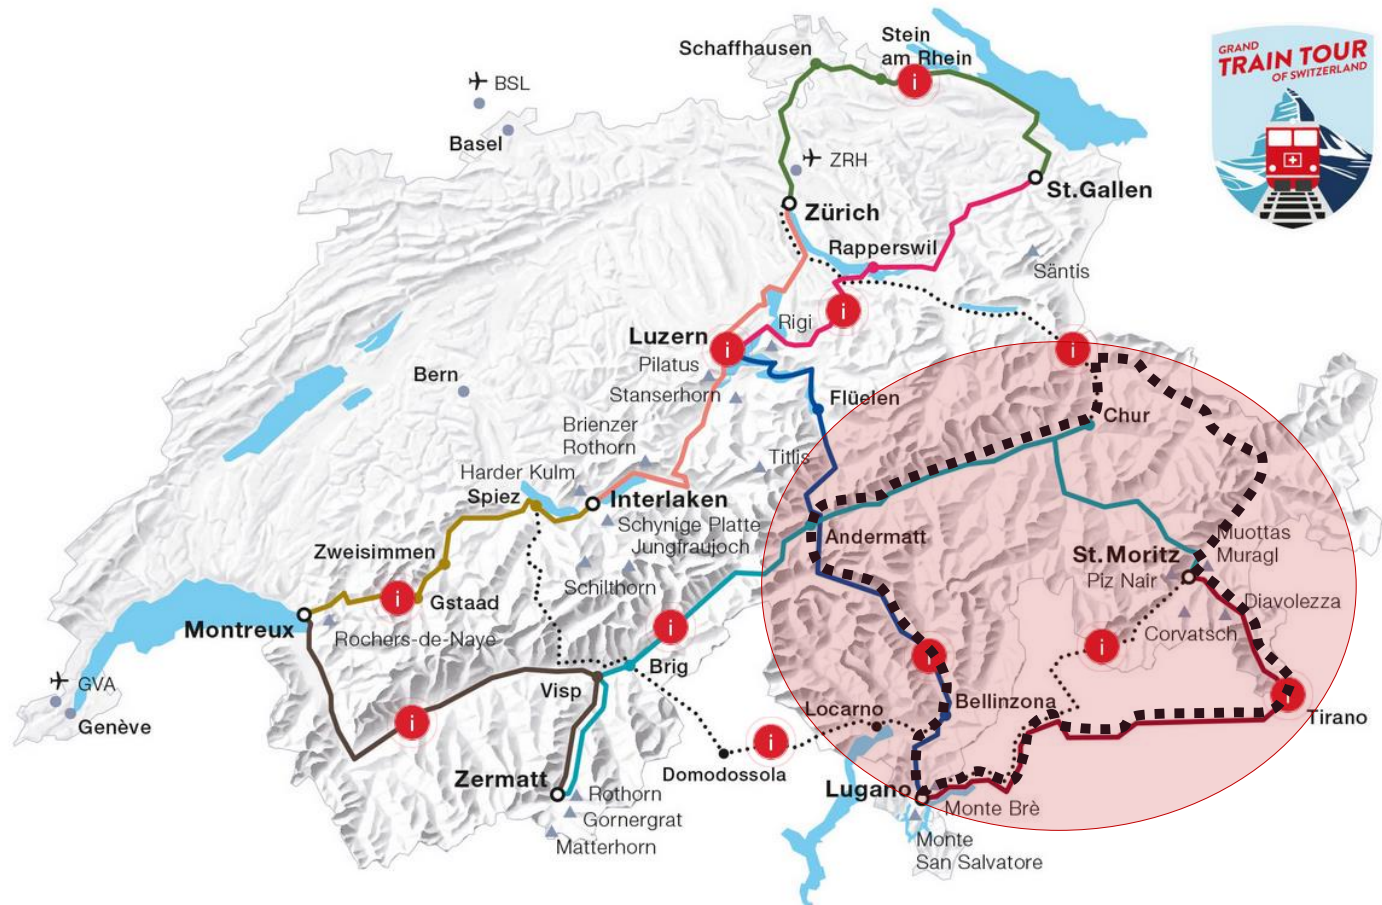 GRAND
TRAIN TOUR
OF SWITZERLAND
Stein
am Rhein
Schaffhausen
BSL
Basel
ZRH
St.Gallen
Zürich
Rapperswil
Säntis
Rigi
Luzern
Pilatus
Stanserhorn
Bern
Flüelen
Chur
Brienzer
Rothorn
Titlis
Harder Kulm
Spiez
Interlaken
Schynige Platte
Jungfraujoch
Andermatt
Muottas
Muragl
St.Moritz
Piz Nair
Zweisimmen
Schilthorn
Gstaad
Diavolezza
Corvatsch
Montreux
Rochers-de-Naye
Brig
Visp
GVA
Genève
Locarno
Bellinzona
Tirano
Domodossola
Zermatt
Rothorn
Gornergrat
Matterhorn
Lugano
Monte Brè
Monte
San Salvatore
i
i
i
i
i
i
i
i
i
i
i